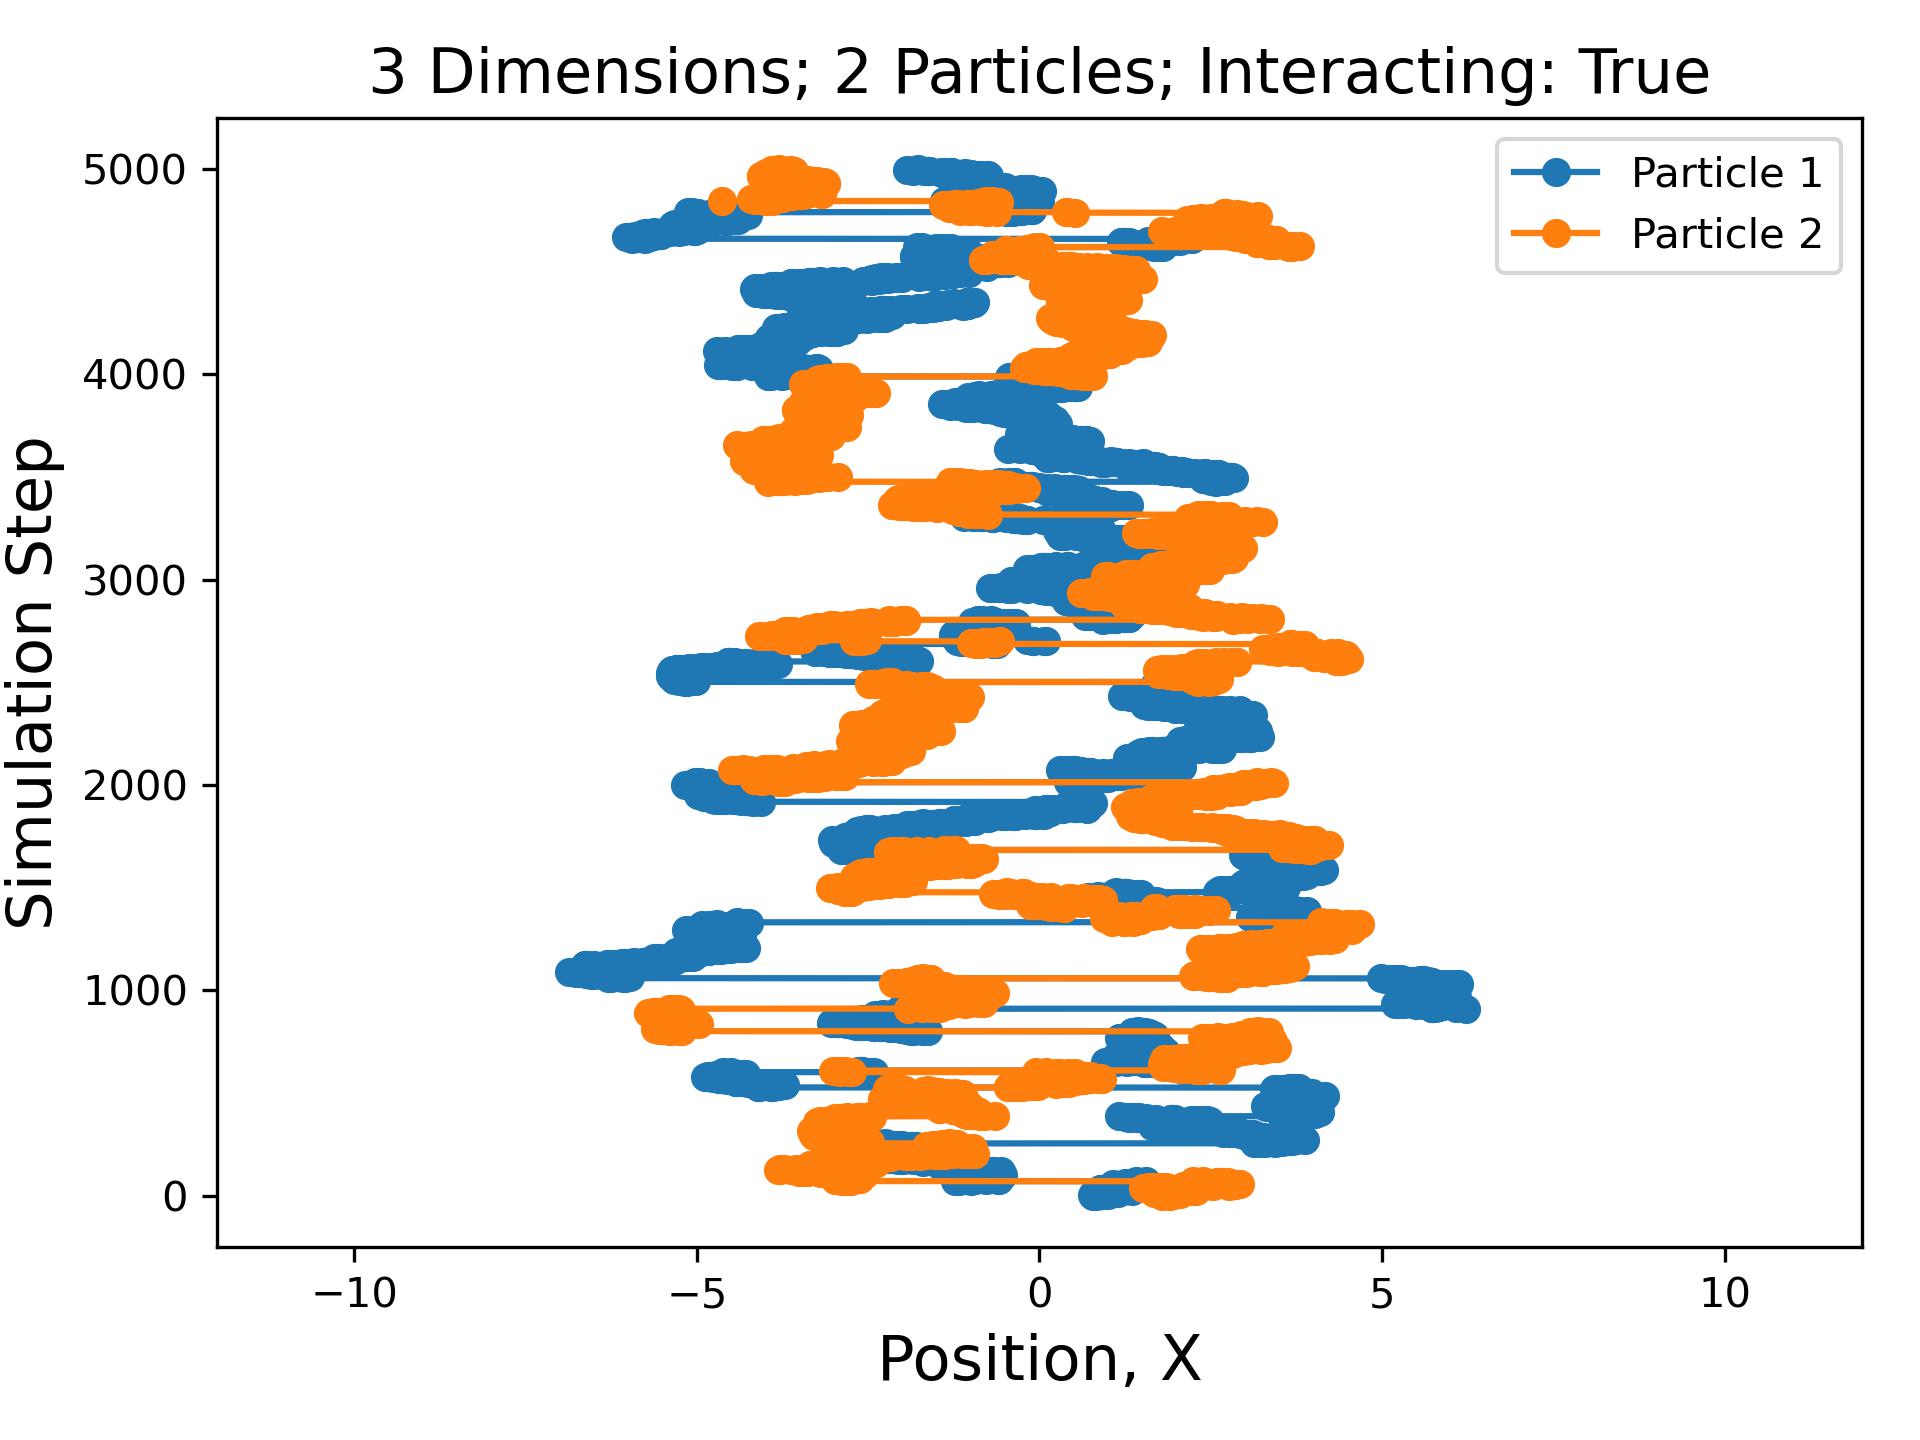 3 Dimensions; 2 Particles; Interacting: True
Particle 1
Particle 2
Simulation Step
5000
4000
3000
2000
1000
0
−10
−5
0
5
10
Position, X